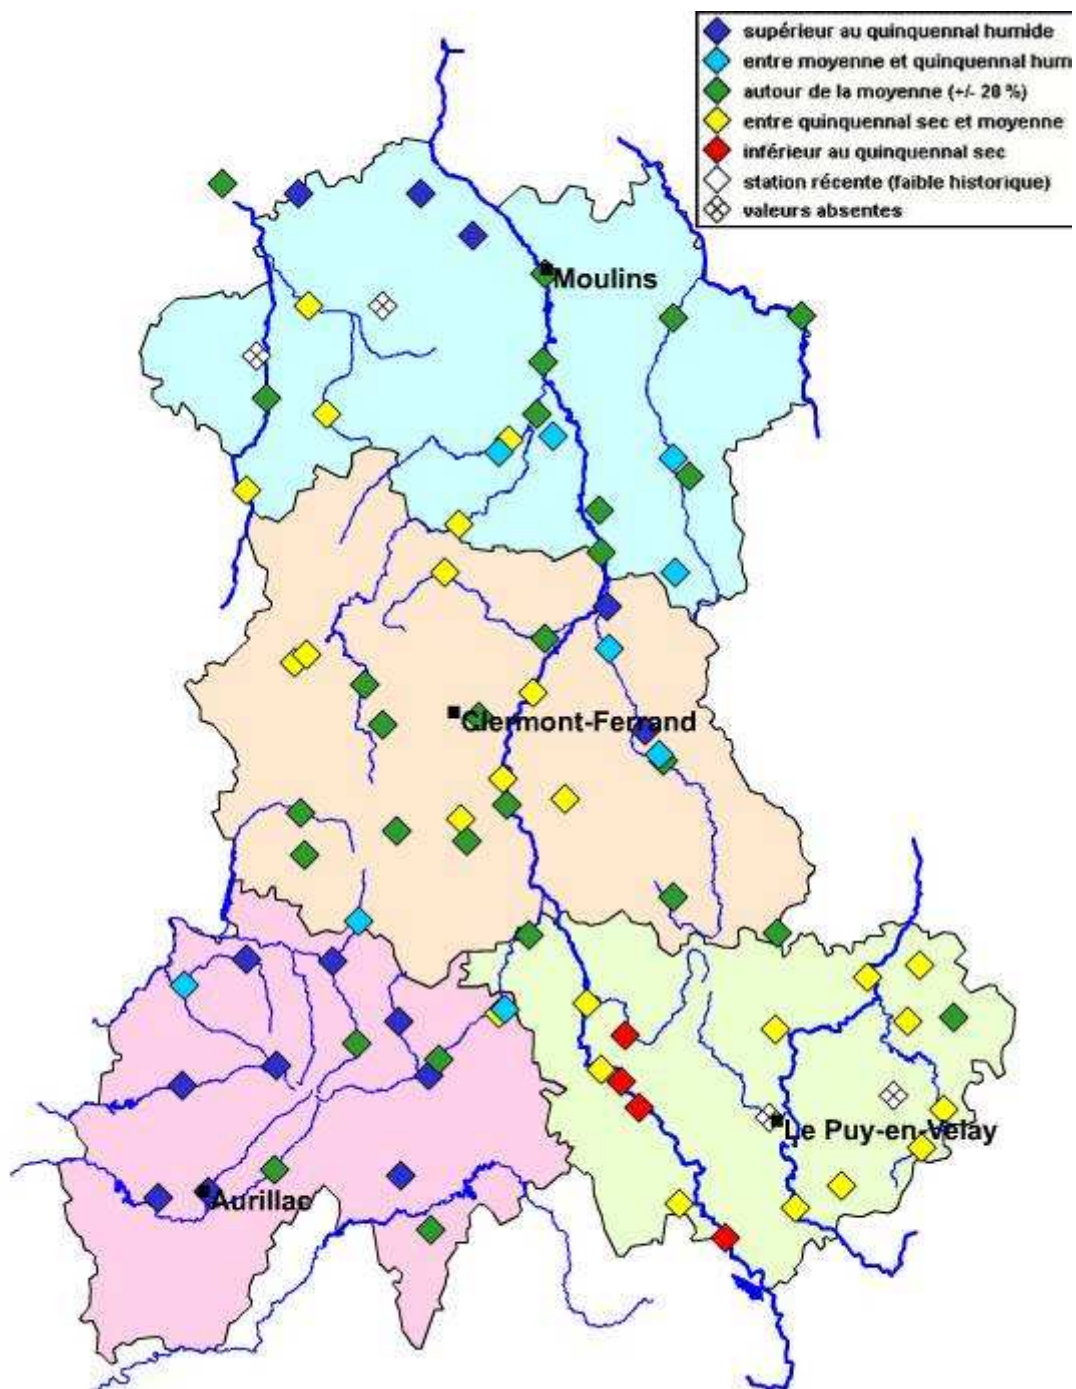 supérieur au quinquennal humide
entre moyenne et quinquennal hum
autour de la moyenne (+/- 20 %)
entre quinquennal sec et moyenne
inférieur au quinquennal sec
station récente (faible historique)
valeurs absentes
Moulins
Clermont-Ferrand
Le Puy-en-Velay
Aurillac